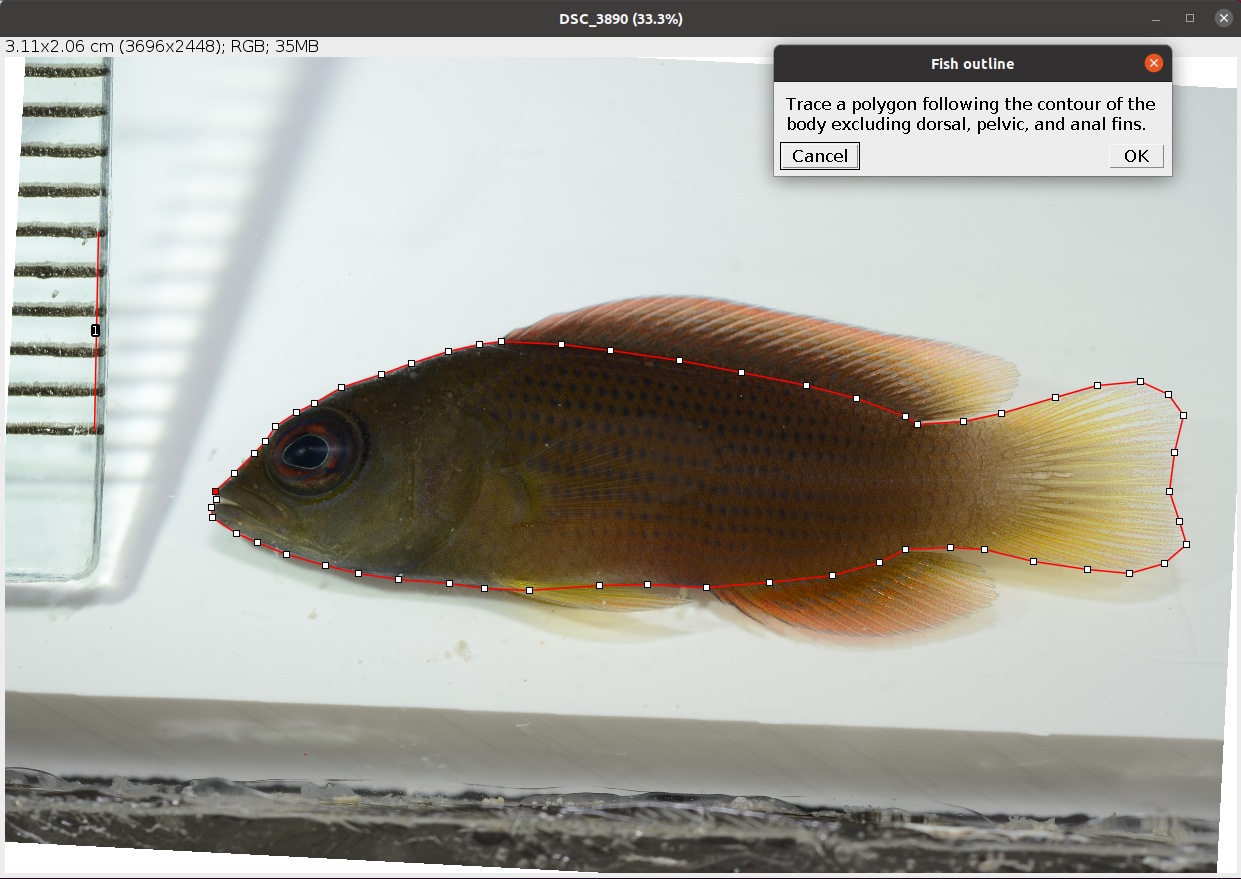 DSC_3890 (33.3%)
3.11x2.06 cm (3696x2448); RGB; 35MB
Fish outline
Trace a polygon following the contour of the
body excluding dorsal, pelvic, and anal fins.
Cancel
OK
1